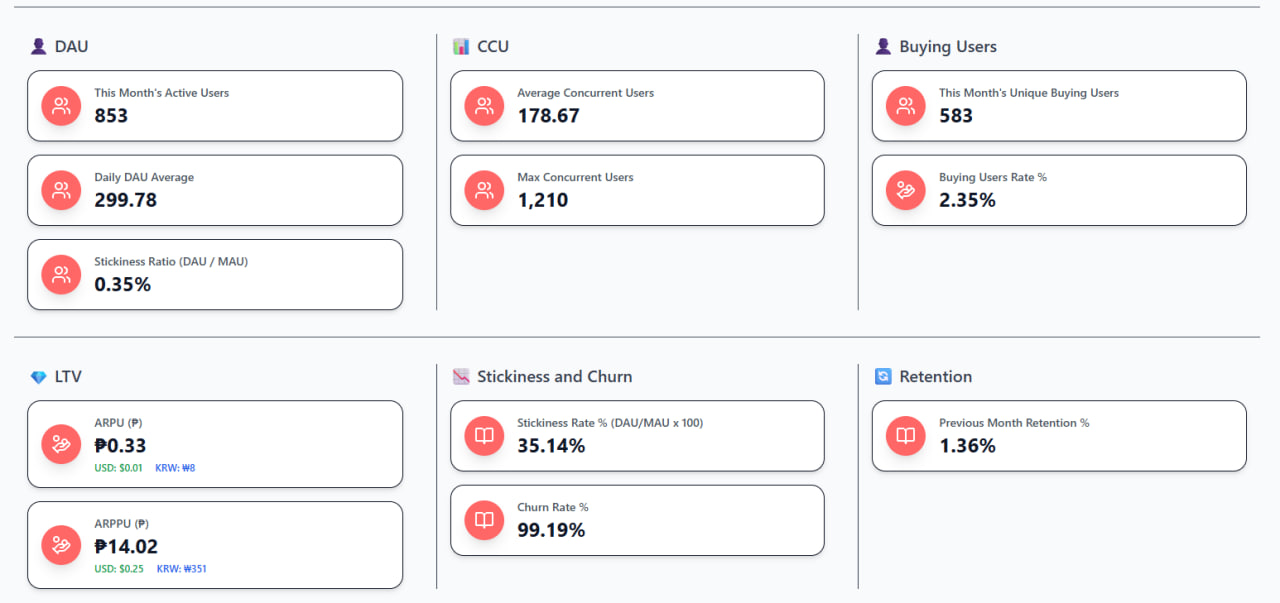 DAU
This Month's Active Users
853
Daily DAU Average
299.78
Stickiness Ratio (DAU / MAU)
0.35%
CCU
Average Concurrent Users
178.67
Max Concurrent Users
1,210
Buying Users
This Month's Unique Buying Users
583
Buying Users Rate %
2.35%
LTV
ARPU (₱)
₱0.33
USD: $0.01 KRW: ₩8
ARPPU (₱)
₱14.02
USD: $0.25 KRW: ₩351
Stickiness and Churn
Stickiness Rate % (DAU/MAU x 100)
35.14%
Churn Rate %
99.19%
Retention
Previous Month Retention %
1.36%